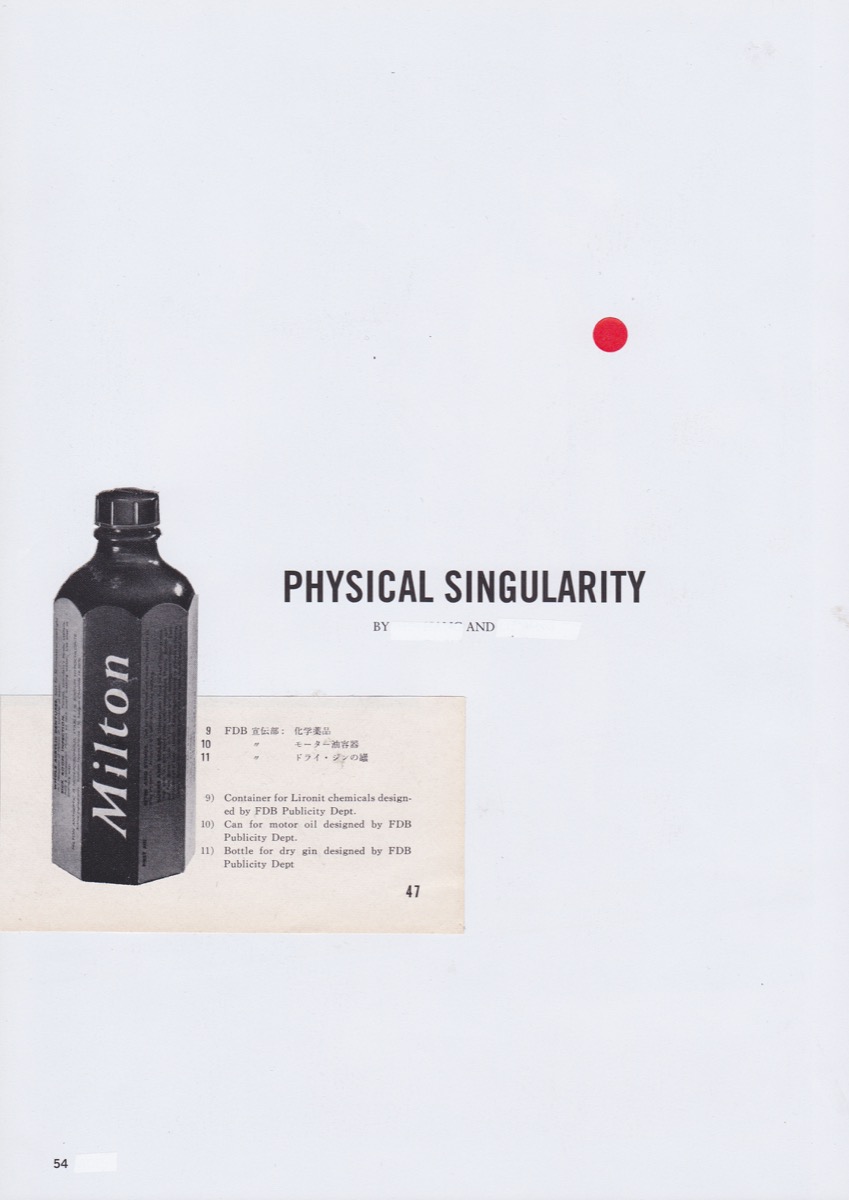 PHYSICAL SINGULARITY
BY AND
Milton
9 FDB 宣伝部： 化学薬品
10 〃 モーター油容器
11 〃 ドライ・ジンの罎
9) Container for Lironit chemicals design-
ed by FDB Publicity Dept.
10) Can for motor oil designed by FDB
Publicity Dept.
11) Bottle for dry gin designed by FDB
Publicity Dept
47
54